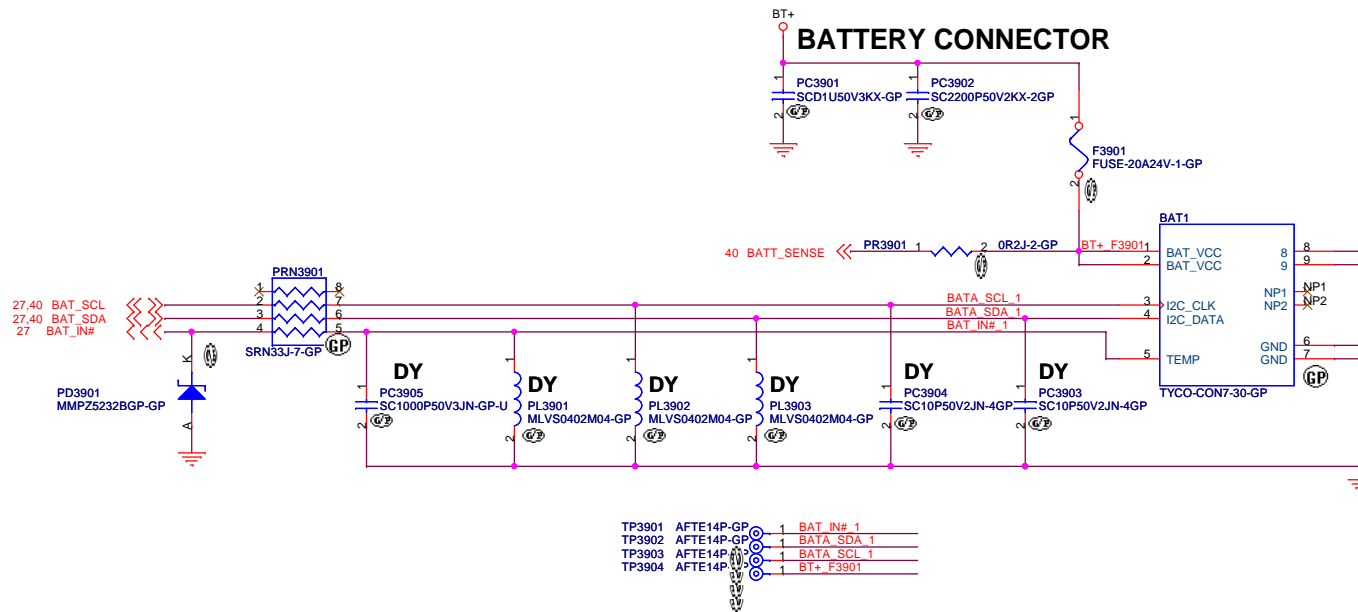 BT+
BATTERY CONNECTOR
1
PC3901
SCD1U50V3KX-GP
2
1
PC3902
SC2200P50V2KX-2GP
2
1
F3901
FUSE-20A24V-1-GP
2
BAT1
40 BATT_SENSE
PR3901
1
2
0R2J-2-GP
BT+_F3901
1
BAT_VCC
8
8
2
BAT_VCC
9
9
PRN3901
1
8
NP1
NP1
27,40 BAT_SCL
2
7
BATA_SCL_1
3
I2C_CLK
NP2
NP2
27,40 BAT_SDA
3
6
BATA_SDA_1
4
I2C_DATA
27 BAT_IN#
4
5
BAT_IN#_1
SRN33J-7-GP
GP
GND
6
5
TEMP
GND
7
GP
TYCO-CON7-30-GP
K
PD3901
MMPZ5232BGP-GP
A
DY
1
PC3905
SC1000P50V3JN-GP-U
2
DY
1
PL3901
MLVS0402M04-GP
2
DY
1
PL3902
MLVS0402M04-GP
2
DY
1
PL3903
MLVS0402M04-GP
2
DY
1
PC3904
SC10P50V2JN-4GP
2
DY
1
PC3903
SC10P50V2JN-4GP
2
TP3901 AFTE14P-GP 1 BAT_IN#_1
TP3902 AFTE14P-GP 1 BATA_SDA_1
TP3903 AFTE14P- 1 BATA_SCL_1
TP3904 AFTE14P- 1 BT+_F3901